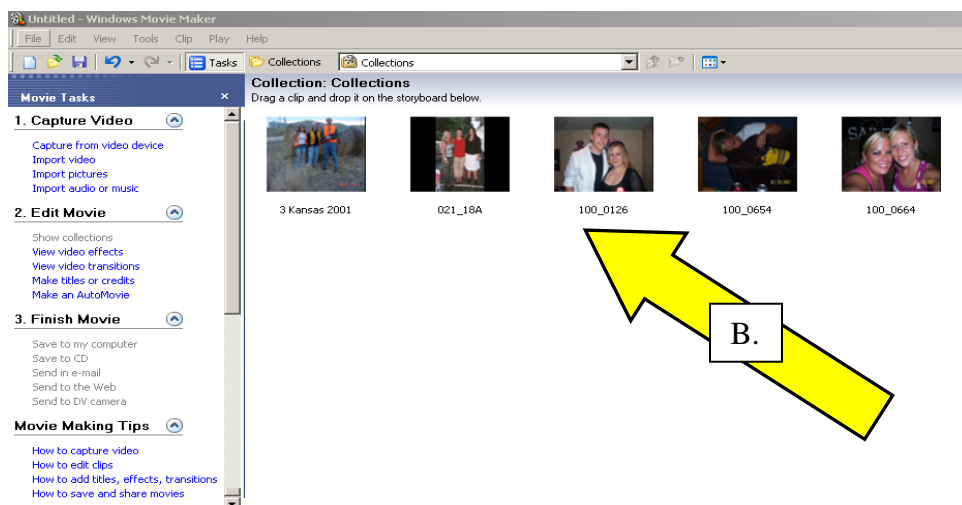 Untitled - Windows Movie Maker
File Edit View Tools Clip Play Help
Tasks Collections Collections
Movie Tasks ×
Collection: Collections
Drag a clip and drop it on the storyboard below.
1. Capture Video
Capture from video device
Import video
Import pictures
Import audio or music
2. Edit Movie
Show collections
View video effects
View video transitions
Make titles or credits
Make an AutoMovie
3. Finish Movie
Save to my computer
Save to CD
Send in e-mail
Send to the Web
Send to DV camera
Movie Making Tips
How to capture video
How to edit clips
How to add titles, effects, transitions
How to save and share movies
3 Kansas 2001 021_18A 100_0126 100_0654 100_0664
B.